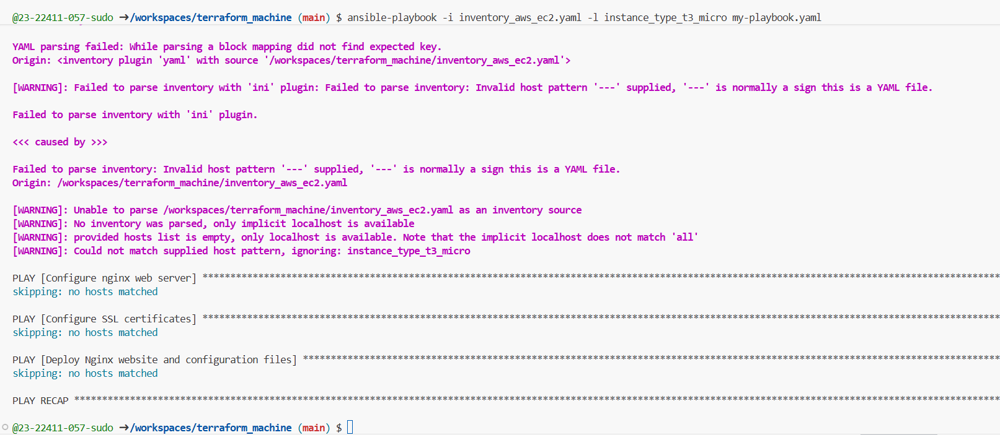 @23-22411-057-sudo ➜/workspaces/terraform_machine (main) $ ansible-playbook -i inventory_aws_ec2.yaml -l instance_type_t3_micro my-playbook.yaml
YAML parsing failed: While parsing a block mapping did not find expected key.
Origin: <inventory plugin 'yaml' with source '/workspaces/terraform_machine/inventory_aws_ec2.yaml'>
[WARNING]: Failed to parse inventory with 'ini' plugin: Failed to parse inventory: Invalid host pattern '---' supplied, '---' is normally a sign this is a YAML file.
Failed to parse inventory with 'ini' plugin.
<<< caused by >>>
Failed to parse inventory: Invalid host pattern '---' supplied, '---' is normally a sign this is a YAML file.
Origin: /workspaces/terraform_machine/inventory_aws_ec2.yaml
[WARNING]: Unable to parse /workspaces/terraform_machine/inventory_aws_ec2.yaml as an inventory source
[WARNING]: No inventory was parsed, only implicit localhost is available
[WARNING]: provided hosts list is empty, only localhost is available. Note that the implicit localhost does not match 'all'
[WARNING]: Could not match supplied host pattern, ignoring: instance_type_t3_micro
PLAY [Configure nginx web server] ***********************************************************************************************************************************************
skipping: no hosts matched
PLAY [Configure SSL certificates] ***********************************************************************************************************************************************
skipping: no hosts matched
PLAY [Deploy Nginx website and configuration files] *****************************************************************************************************************************
skipping: no hosts matched
PLAY RECAP **********************************************************************************************************************************************************************
@23-22411-057-sudo ➜/workspaces/terraform_machine (main) $